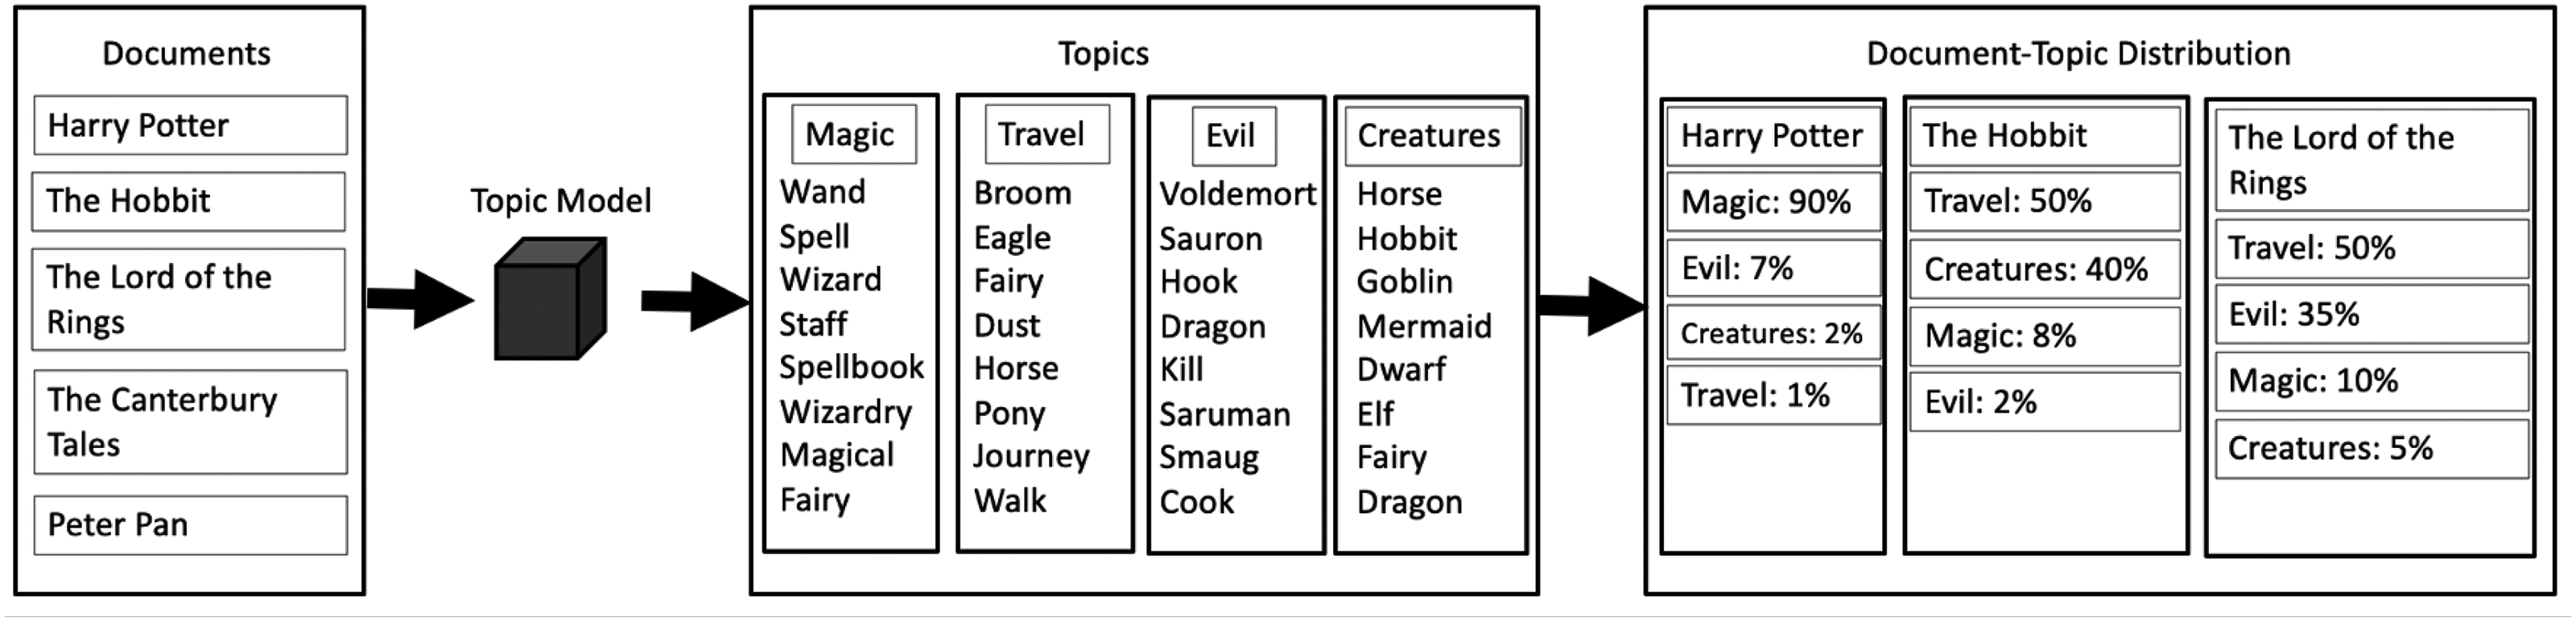 Documents
Harry Potter
The Hobbit
The Lord of the
Rings
The Canterbury
Tales
Peter Pan
Topic Model
Topics
Magic
Wand
Spell
Wizard
Staff
Spellbook
Wizardry
Magical
Fairy
Travel
Broom
Eagle
Fairy
Dust
Horse
Pony
Journey
Walk
Evil
Voldemort
Sauron
Hook
Dragon
Kill
Saruman
Smaug
Cook
Creatures
Horse
Hobbit
Goblin
Mermaid
Dwarf
Elf
Fairy
Dragon
Document-Topic Distribution
Harry Potter
Magic: 90%
Evil: 7%
Creatures: 2%
Travel: 1%
The Hobbit
Travel: 50%
Creatures: 40%
Magic: 8%
Evil: 2%
The Lord of the
Rings
Travel: 50%
Evil: 35%
Magic: 10%
Creatures: 5%